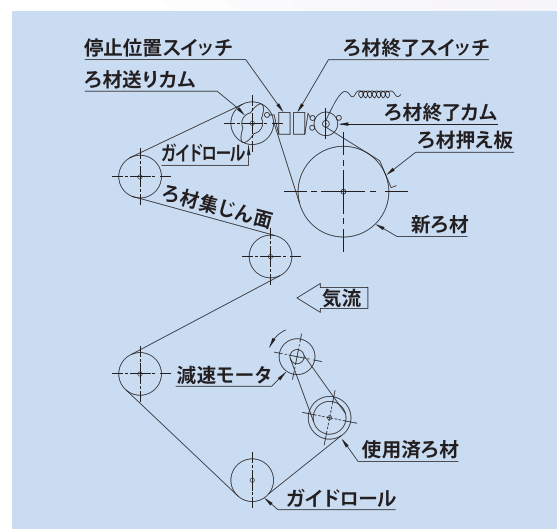 停止位置スイッチ
ろ材終了スイッチ
ろ材送りカム
ろ材終了カム
ろ材押え板
ガイドロール
ろ材集じん面
新ろ材
気流
減速モータ
使用済ろ材
ガイドロール